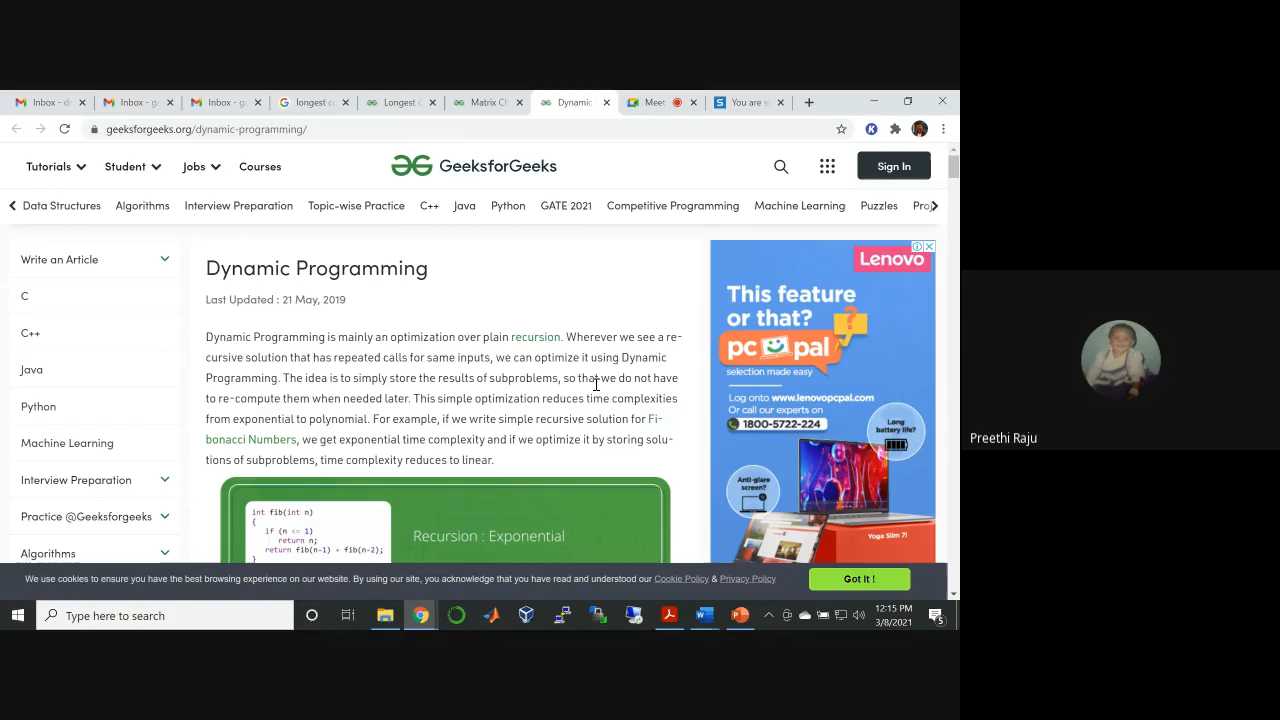 Inbox - d
Inbox - g
Inbox - g
longest c
Longest
Matrix Ch
Dynamic
Meet
You are s
geeksforgeeks.org/dynamic-programming/
Tutorials
Student
Jobs
Courses
GeeksforGeeks
Sign In
Data Structures
Algorithms
Interview Preparation
Topic-wise Practice
C++
Java
Python
GATE 2021
Competitive Programming
Machine Learning
Puzzles
Proj
Write an Article
C
C++
Java
Python
Machine Learning
Interview Preparation
Practice @Geeksforgeeks
Algorithms
Dynamic Programming
Last Updated : 21 May, 2019
Dynamic Programming is mainly an optimization over plain recursion. Wherever we see a re-
cursive solution that has repeated calls for same inputs, we can optimize it using Dynamic
Programming. The idea is to simply store the results of subproblems, so that we do not have
to re-compute them when needed later. This simple optimization reduces time complexities
from exponential to polynomial. For example, if we write simple recursive solution for Fi-
bonacci Numbers, we get exponential time complexity and if we optimize it by storing solu-
tions of subproblems, time complexity reduces to linear.
int fib(int n)
{
if (n <= 1)
return n;
return fib(n-1) + fib(n-2);
}
Recursion : Exponential
Lenovo
This feature
or that?
pc pal
selection made easy
Log onto www.lenovopcpal.com
Or call our experts on
1800-5722-224
Long
battery life?
Anti-glare
screen?
Yoga Slim 7i
We use cookies to ensure you have the best browsing experience on our website. By using our site, you acknowledge that you have read and understood our Cookie Policy & Privacy Policy
Got It !
Type here to search
12:15 PM
3/8/2021
5
Preethi Raju